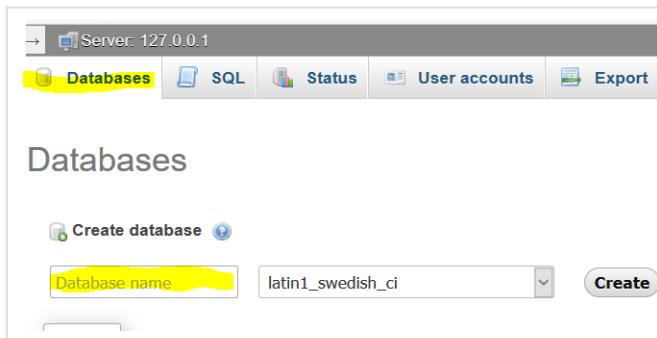 Server: 127.0.0.1
Databases SQL Status User accounts Export
Databases
Create database
Database name latin1_swedish_ci Create